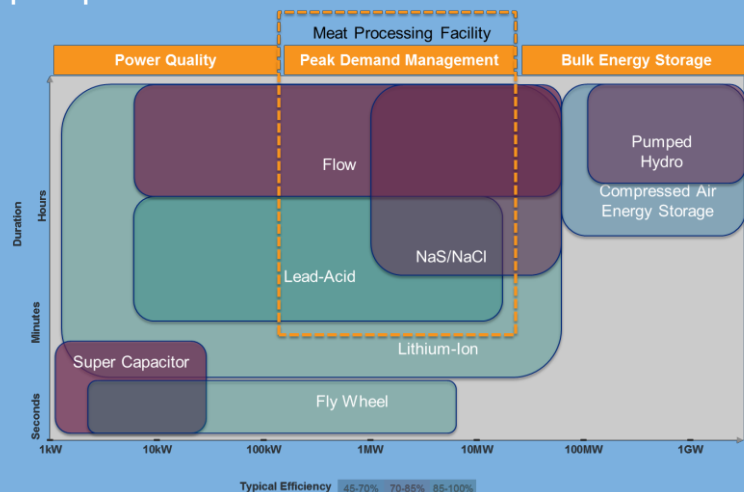 Meat Processing Facility
Power Quality
Peak Demand Management
Bulk Energy Storage
Flow
Pumped
Hydro
Compressed Air
Energy Storage
NaS/NaCl
Lead-Acid
Lithium-Ion
Super Capacitor
Fly Wheel
Duration
Hours
Minutes
Seconds
1kW
10kW
100kW
1MW
10MW
100MW
1GW
Typical Efficiency 45-70% 70-85% 85-100%